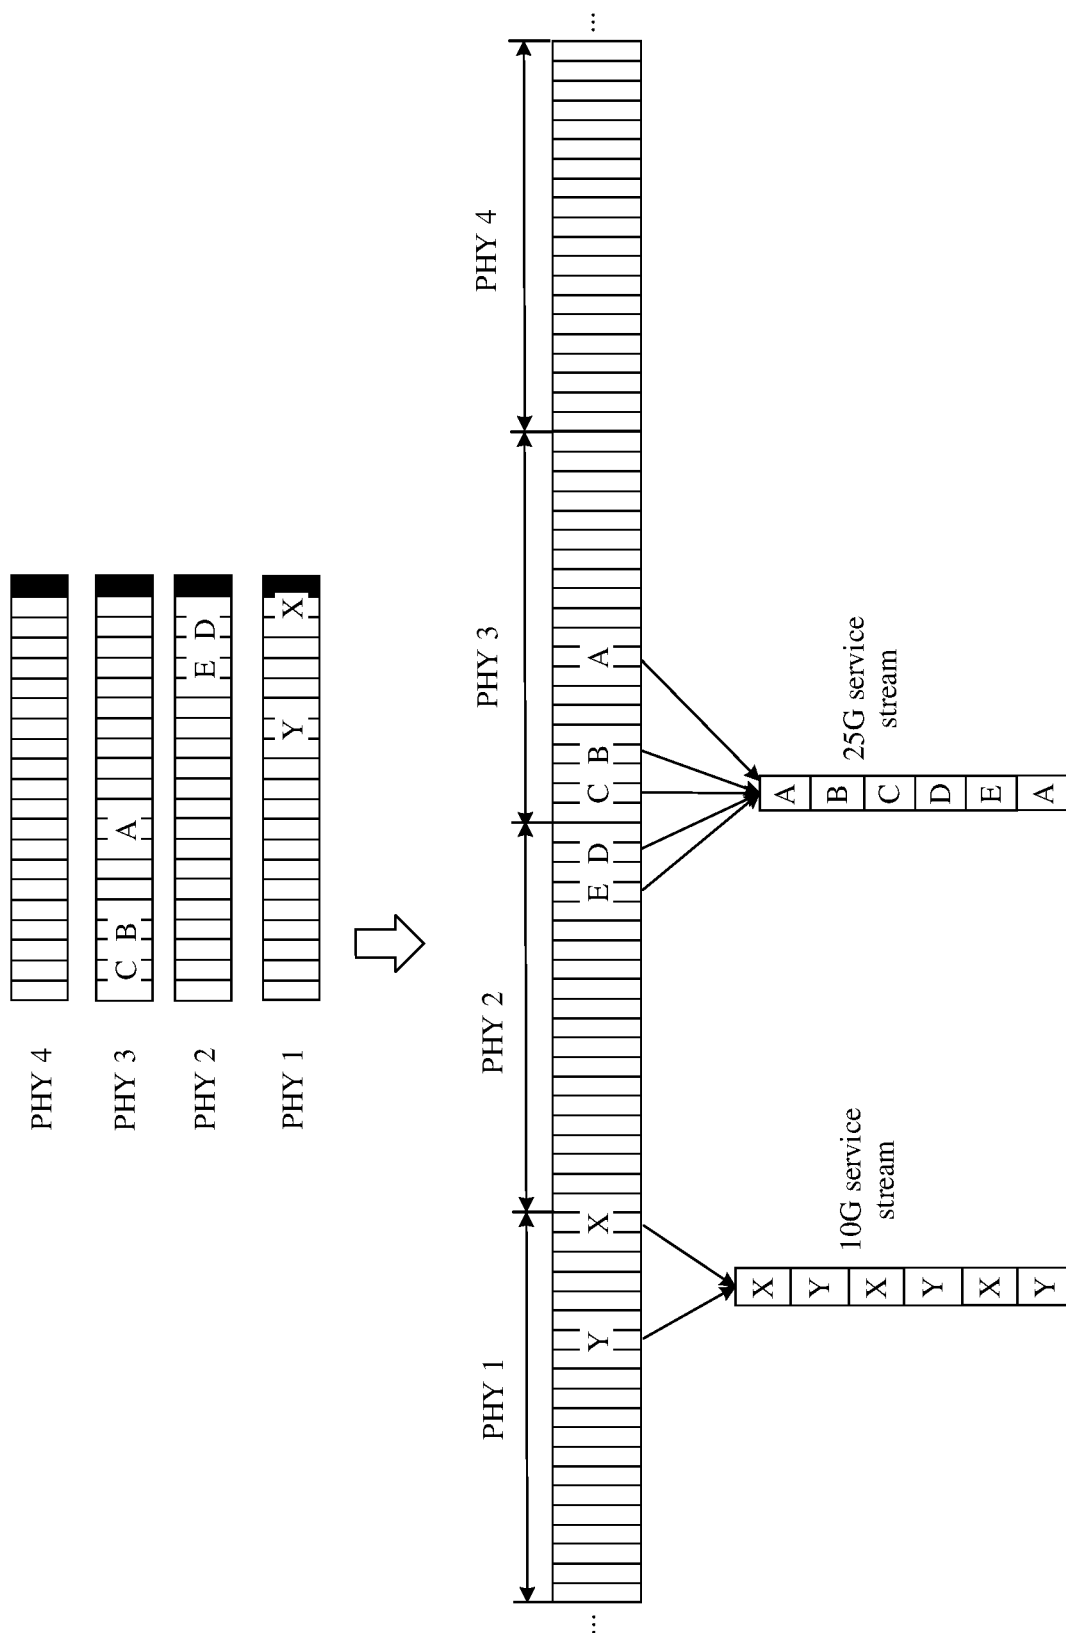 PHY 4
PHY 3 C B A
PHY 2 E D
PHY 1 Y X
PHY 1 PHY 2 PHY 3 PHY 4
... Y X E D C B A ...
X
Y
X
Y
X
Y
10G service
stream
A
B
C
D
E
A
25G service
stream